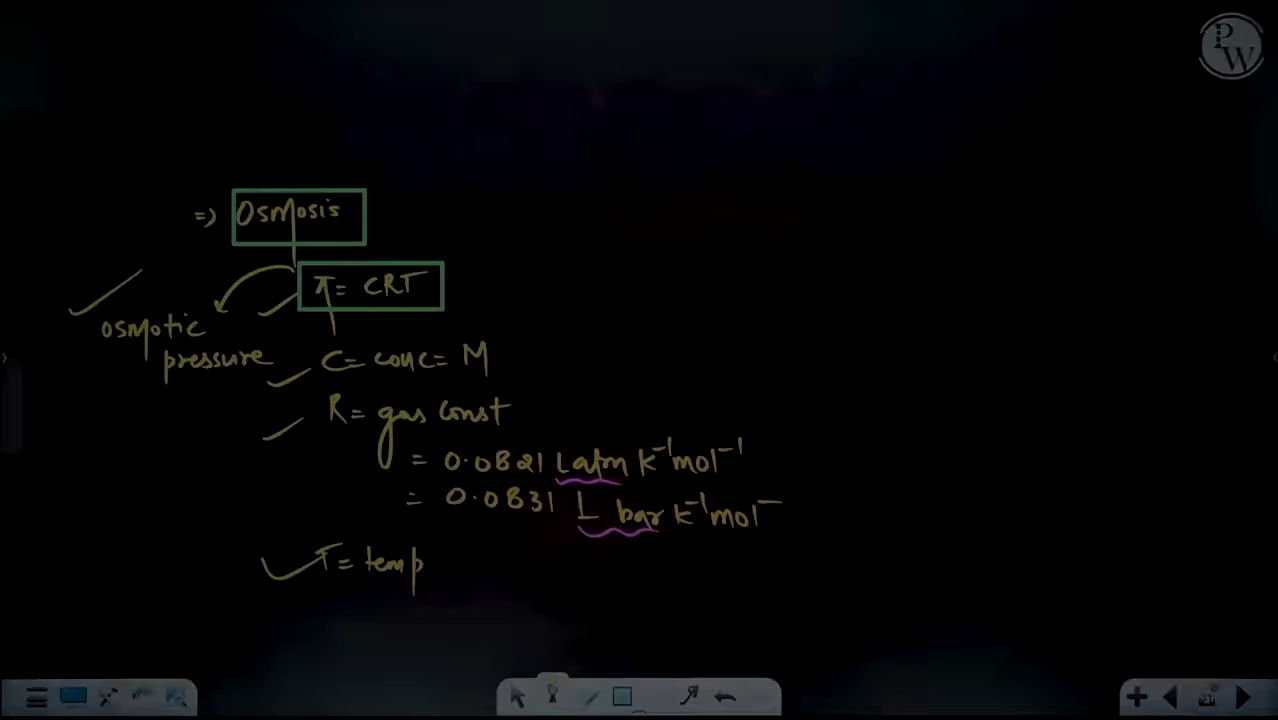 PW
=) Osmosis
π = CRT
Osmotic
pressure
C = conc = M
R = gas const
= 0.0821 L atm k⁻¹ mol⁻¹
= 0.0831 L bar k⁻¹ mol⁻
T = temp